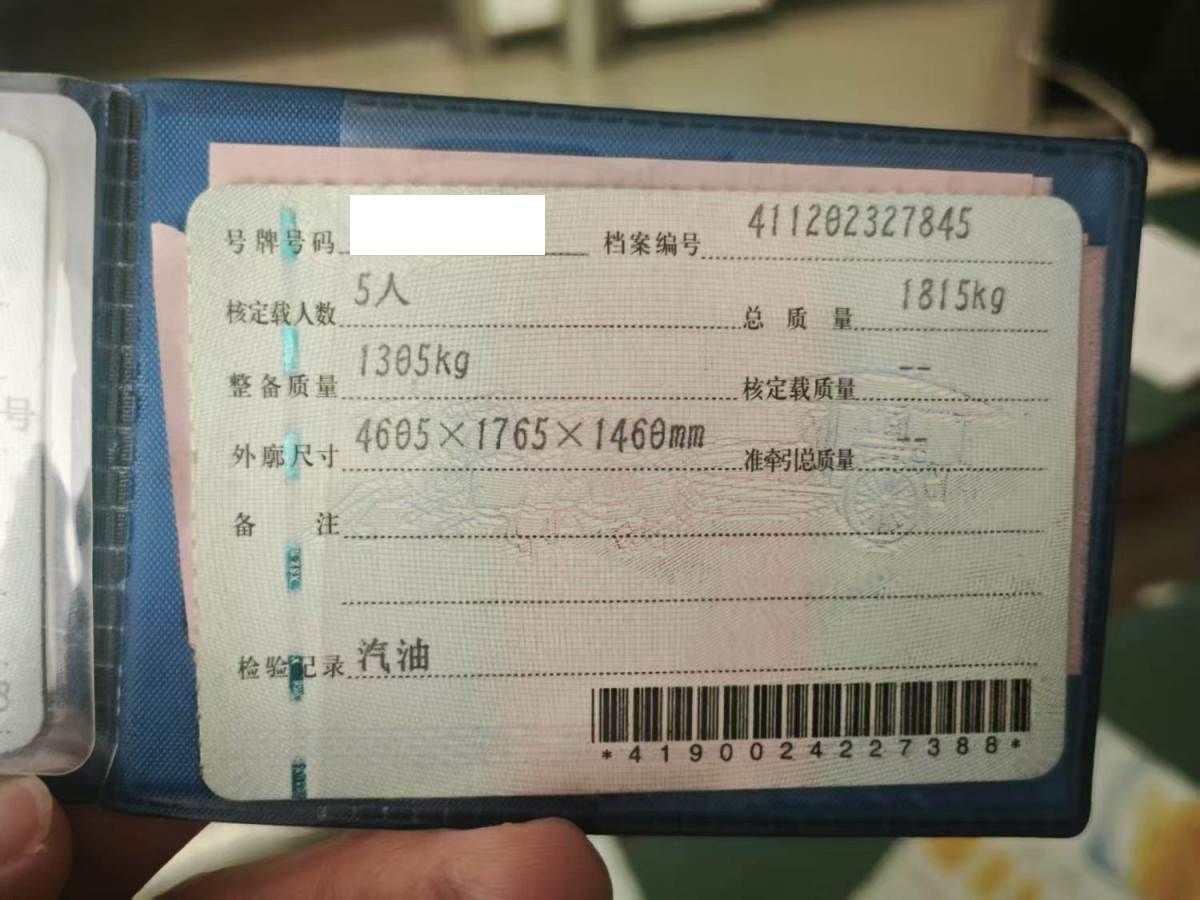 号牌号码 档案编号 411202327845
核定载人数 5人 总质量 1815kg
整备质量 1305kg 核定载质量 --
外廓尺寸 4605×1765×1460mm 准牵引总质量 --
备注
检验记录 汽油
*4190024227388*
号
8